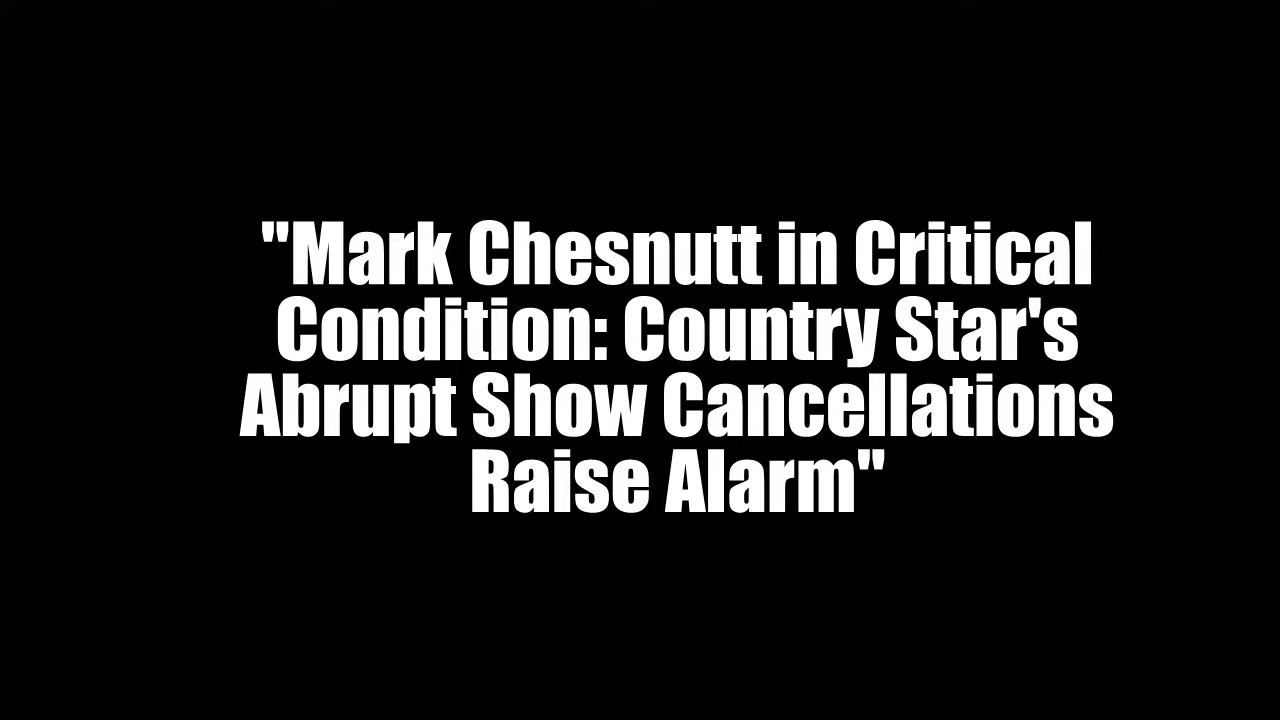 "Mark Chesnutt in Critical
Condition: Country Star's
Abrupt Show Cancellations
Raise Alarm"